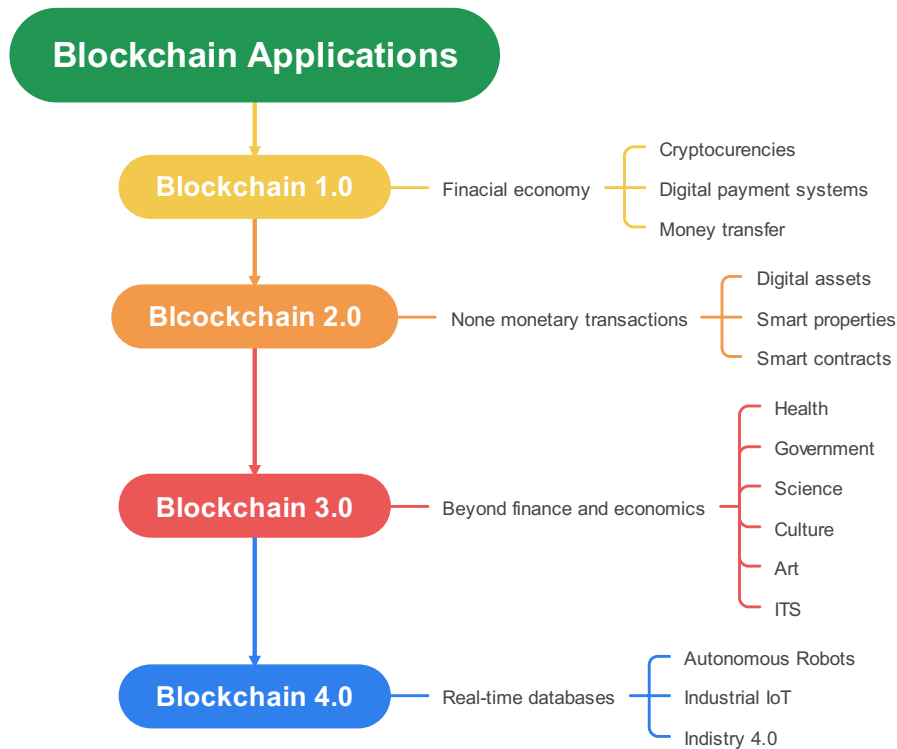 Blockchain Applications
Blockchain 1.0
Finacial economy
Cryptocurencies
Digital payment systems
Money transfer
Blcockchain 2.0
None monetary transactions
Digital assets
Smart properties
Smart contracts
Blockchain 3.0
Beyond finance and economics
Health
Government
Science
Culture
Art
ITS
Blockchain 4.0
Real-time databases
Autonomous Robots
Industrial IoT
Indistry 4.0